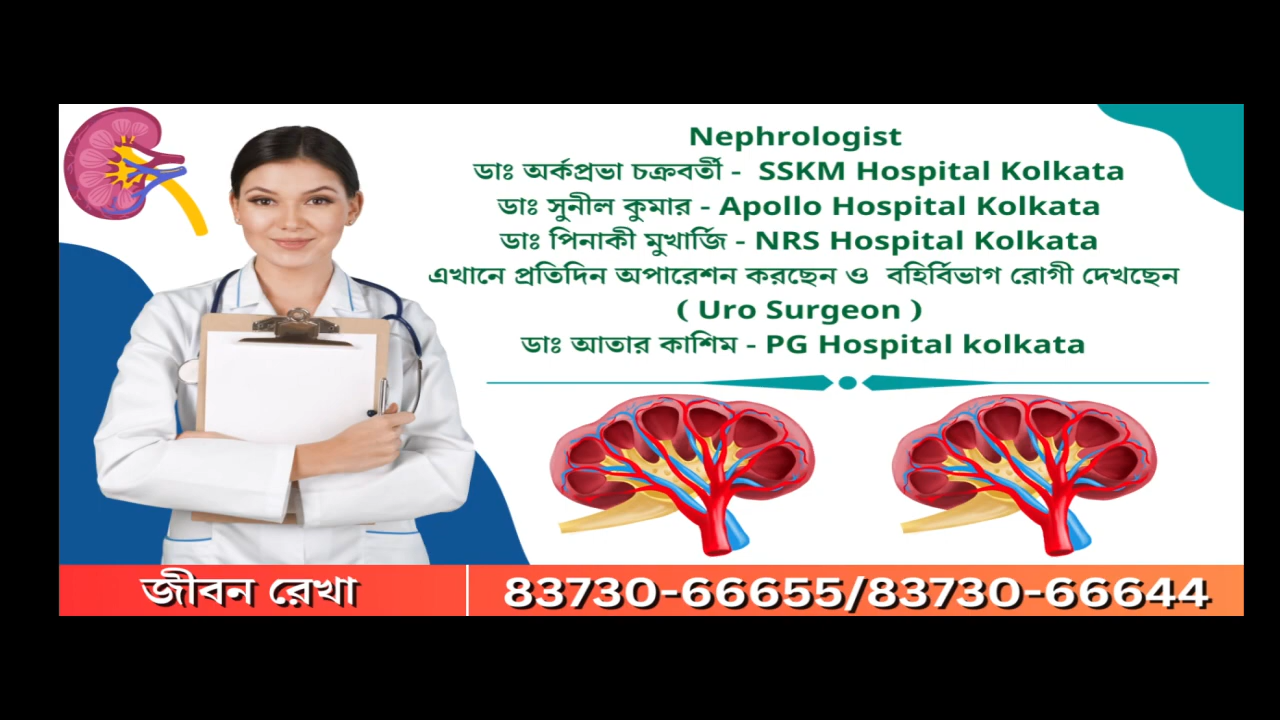 Nephrologist
ডাঃ অর্কপ্রভা চক্রবর্তী - SSKM Hospital Kolkata
ডাঃ সুনীল কুমার - Apollo Hospital Kolkata
ডাঃ পিনাকী মুখার্জি - NRS Hospital Kolkata
এখানে প্রতিদিন অপারেশন করছেন ও বহির্বিভাগ রোগী দেখছেন
( Uro Surgeon )
ডাঃ আতার কাশিম - PG Hospital kolkata
জীবন রেখা
83730-66655/83730-66644